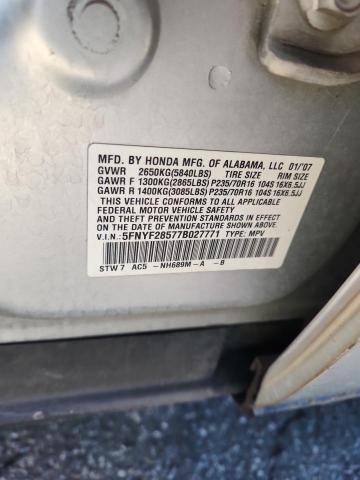 MFD. BY HONDA MFG. OF ALABAMA, LLC 01/'07
GVWR 2650KG(5840LBS) TIRE SIZE RIM SIZE
GAWR F 1300KG(2865LBS) P235/70R16 104S 16X6.5JJ
GAWR R 1400KG(3085LBS) P235/70R16 104S 16X6.5JJ
THIS VEHICLE CONFORMS TO ALL APPLICABLE
FEDERAL MOTOR VEHICLE SAFETY AND
THEFT PREVENTION STANDARDS IN EFFECT ON THE
DATE OF MANUFACTURE SHOWN ABOVE.
V.I.N.: 5FNYF28577B027771 TYPE: MPV
STW 7 AC5 -NH689M-A -B